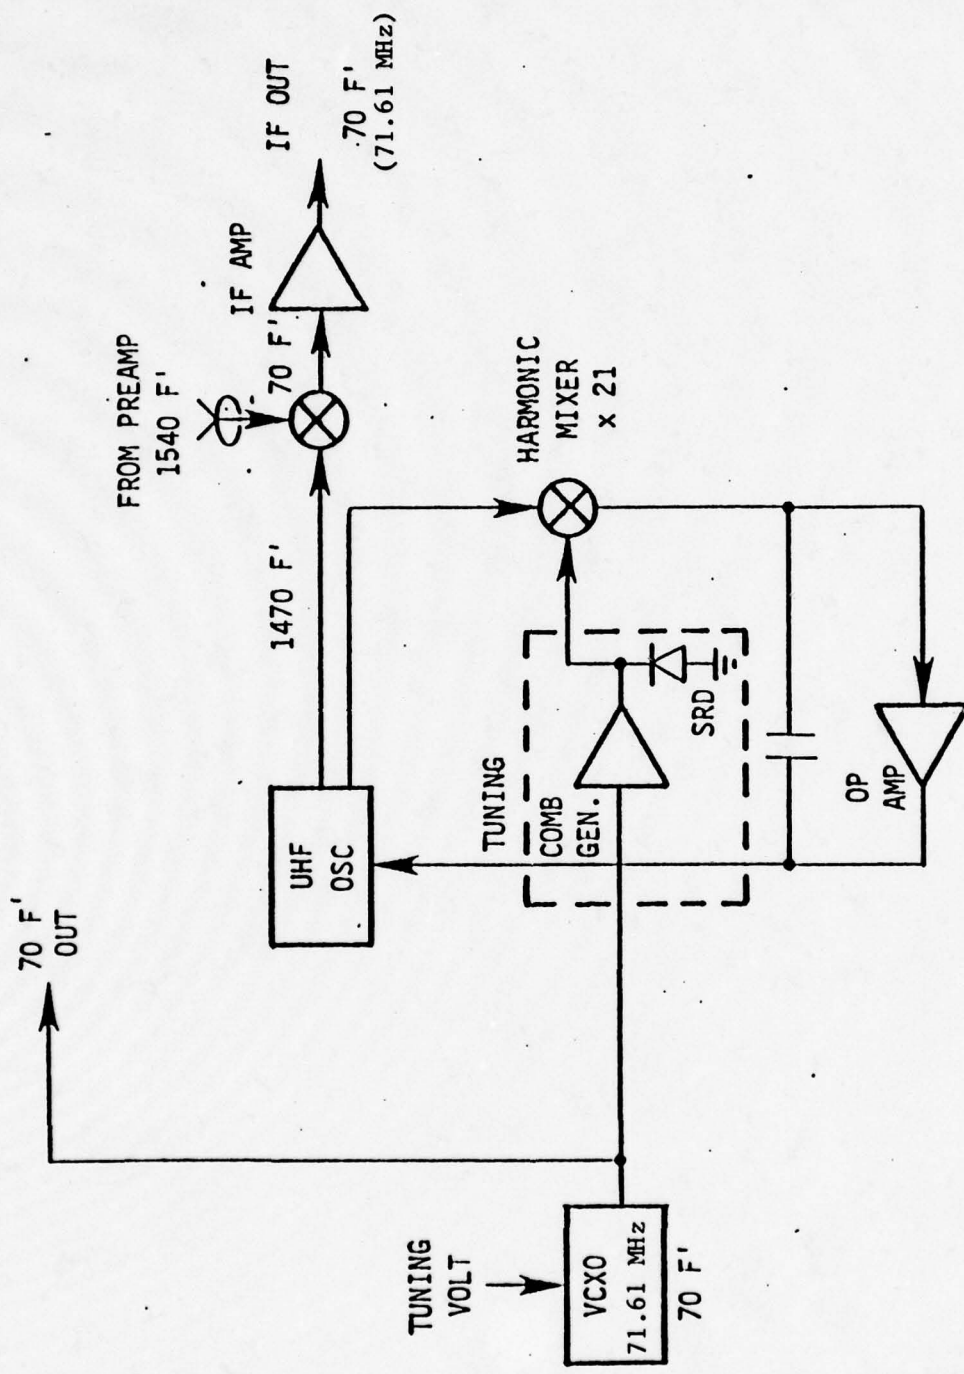 70 F'
OUT
FROM PREAMP
1540 F'
IF AMP
IF OUT
70 F'
(71.61 MHz)
70 F'
1470 F'
UHF
OSC
HARMONIC
MIXER
x 21
TUNING
COMB
GEN.
SRD
TUNING
VOLT
VCXO
71.61 MHz
70 F'
OP
AMP